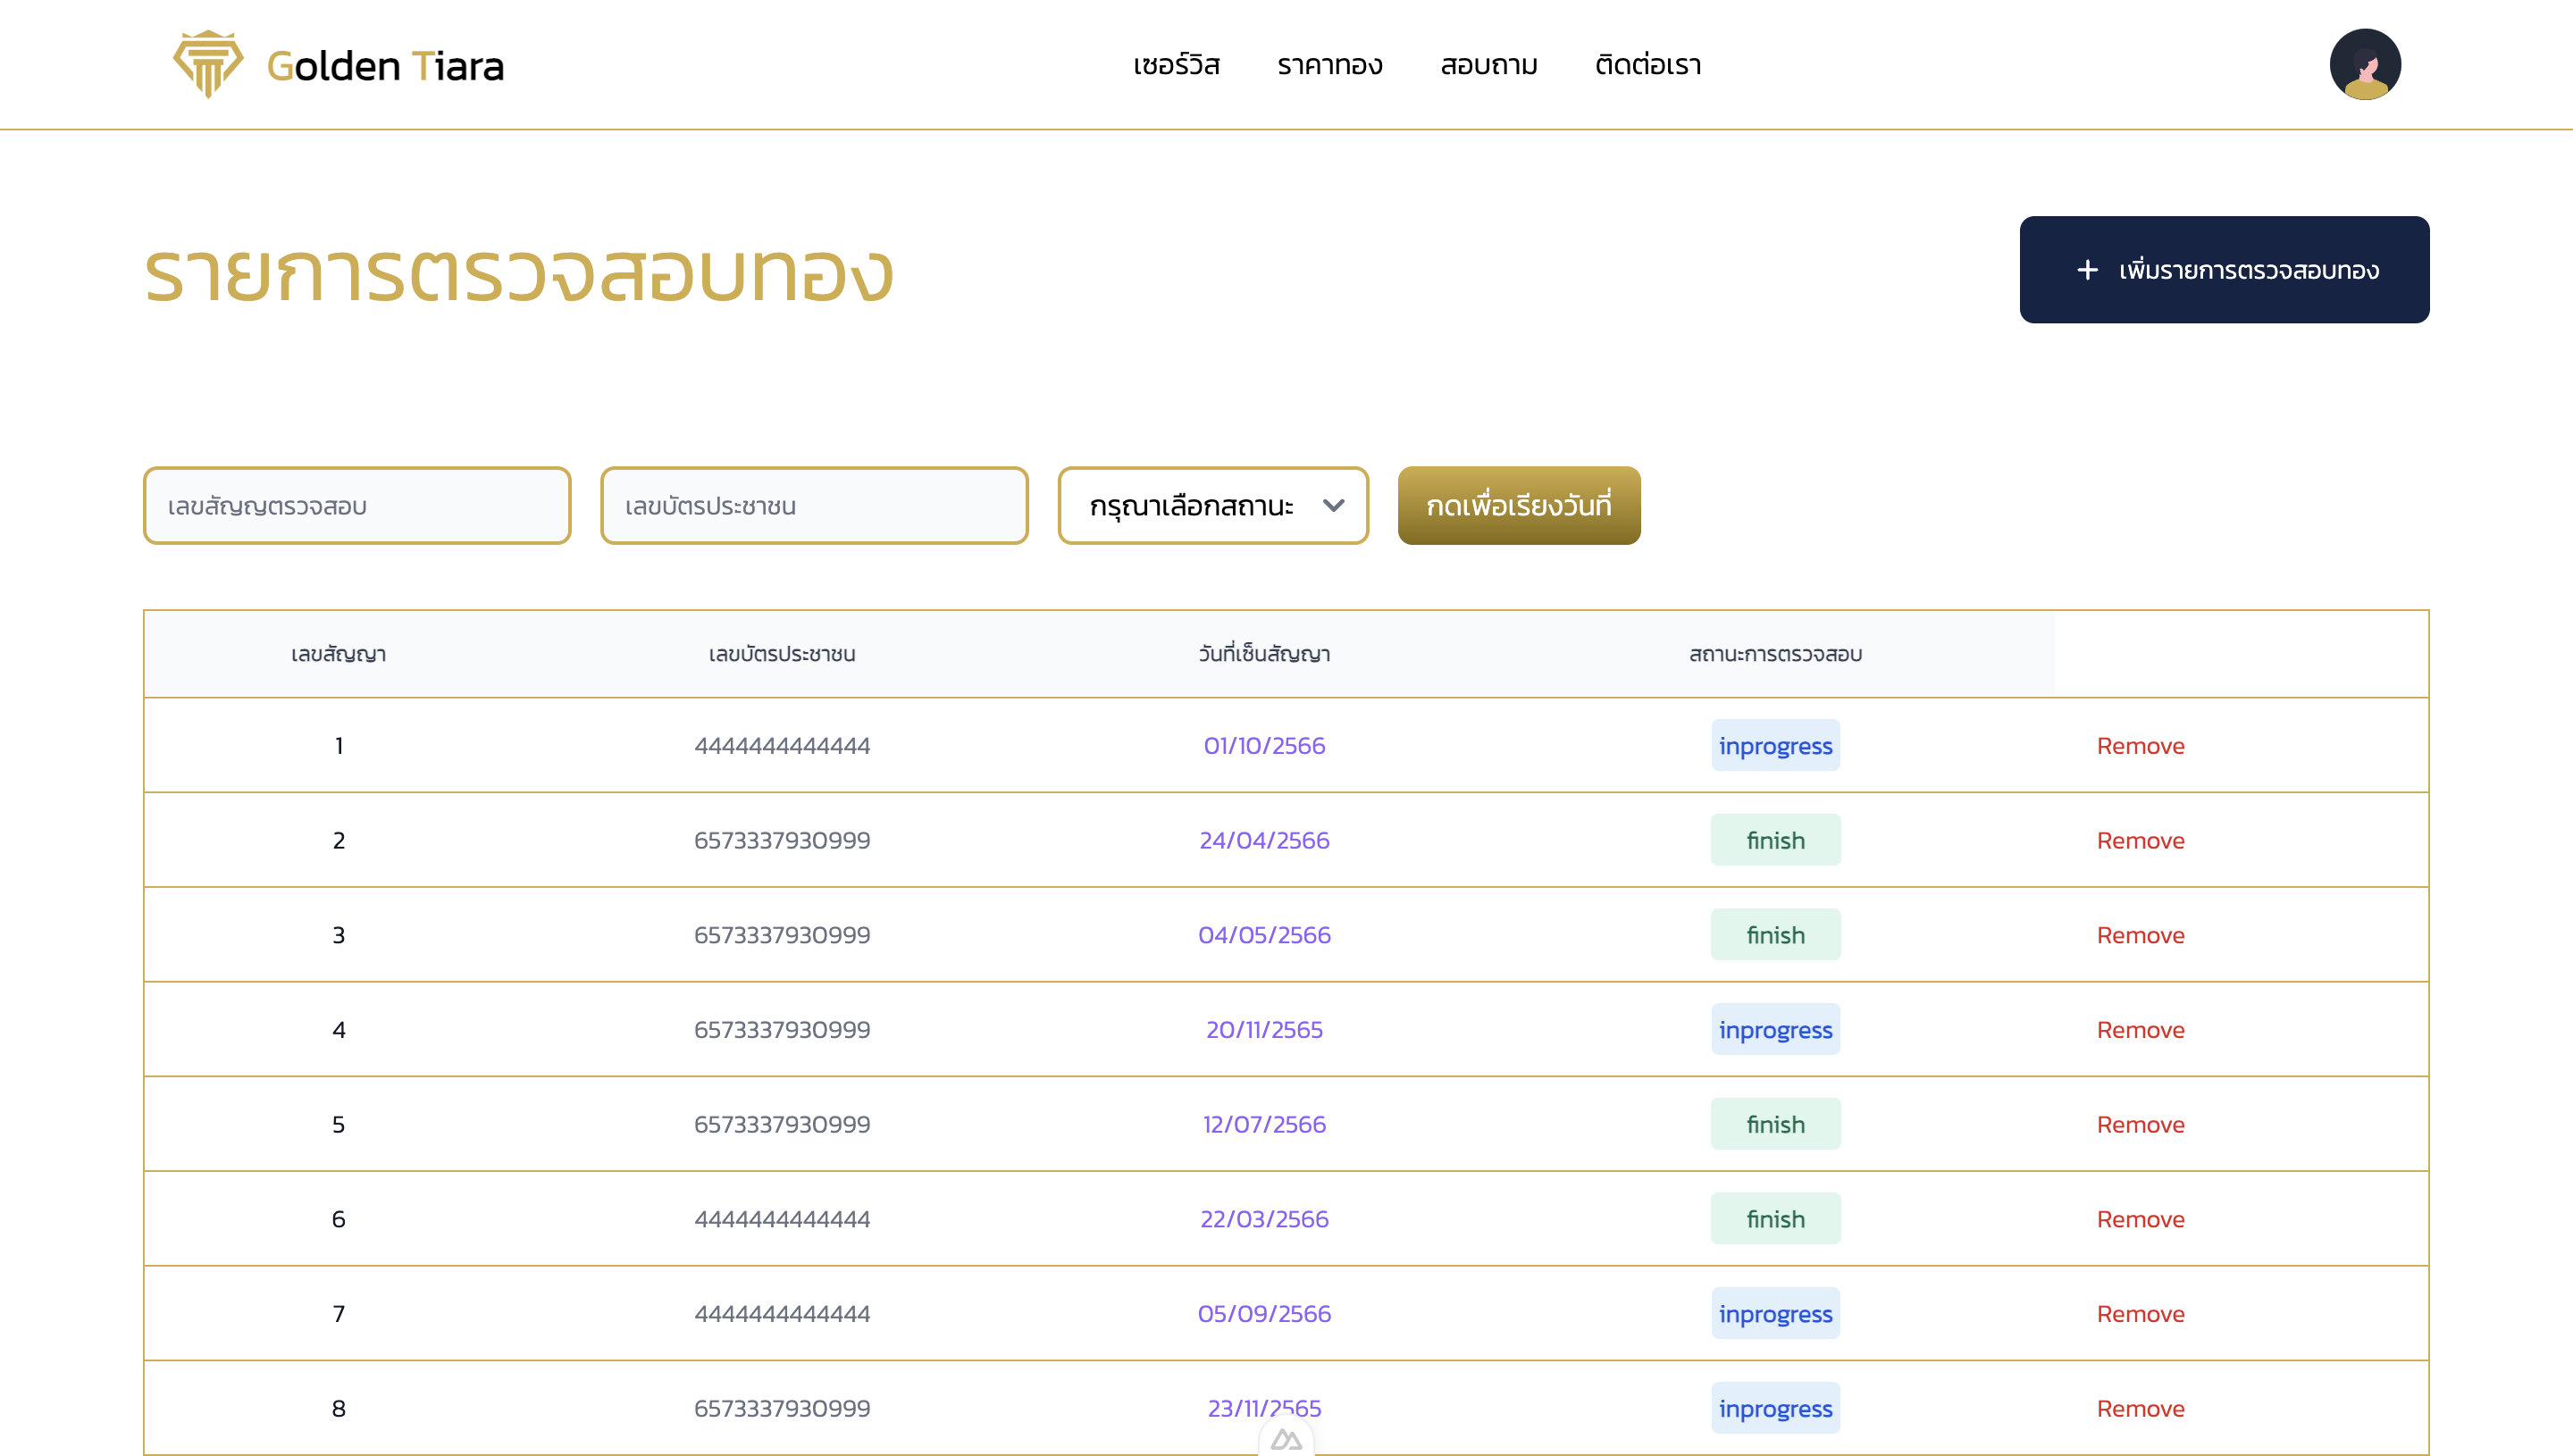 Golden Tiara
เซอร์วิส ราคาทอง สอบถาม ติดต่อเรา
รายการตรวจสอบทอง
+ เพิ่มรายการตรวจสอบทอง
เลขสัญญตรวจสอบ เลขบัตรประชาชน กรุณาเลือกสถานะ กดเพื่อเรียงวันที่
เลขสัญญา เลขบัตรประชาชน วันที่เซ็นสัญญา สถานะการตรวจสอบ
1 4444444444444 01/10/2566 inprogress Remove
2 6573337930999 24/04/2566 finish Remove
3 6573337930999 04/05/2566 finish Remove
4 6573337930999 20/11/2565 inprogress Remove
5 6573337930999 12/07/2566 finish Remove
6 4444444444444 22/03/2566 finish Remove
7 4444444444444 05/09/2566 inprogress Remove
8 6573337930999 23/11/2565 inprogress Remove